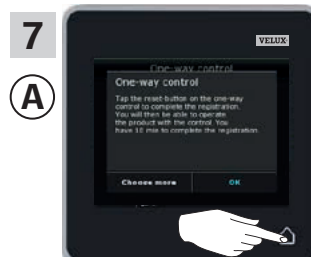 7
A
VELUX
One-way control
One-way control
Tap the reset-button on the one-way
control to complete the registration.
You will then be able to operate
the product with the control. You
have 10 min to complete the registration.
Choose more
OK